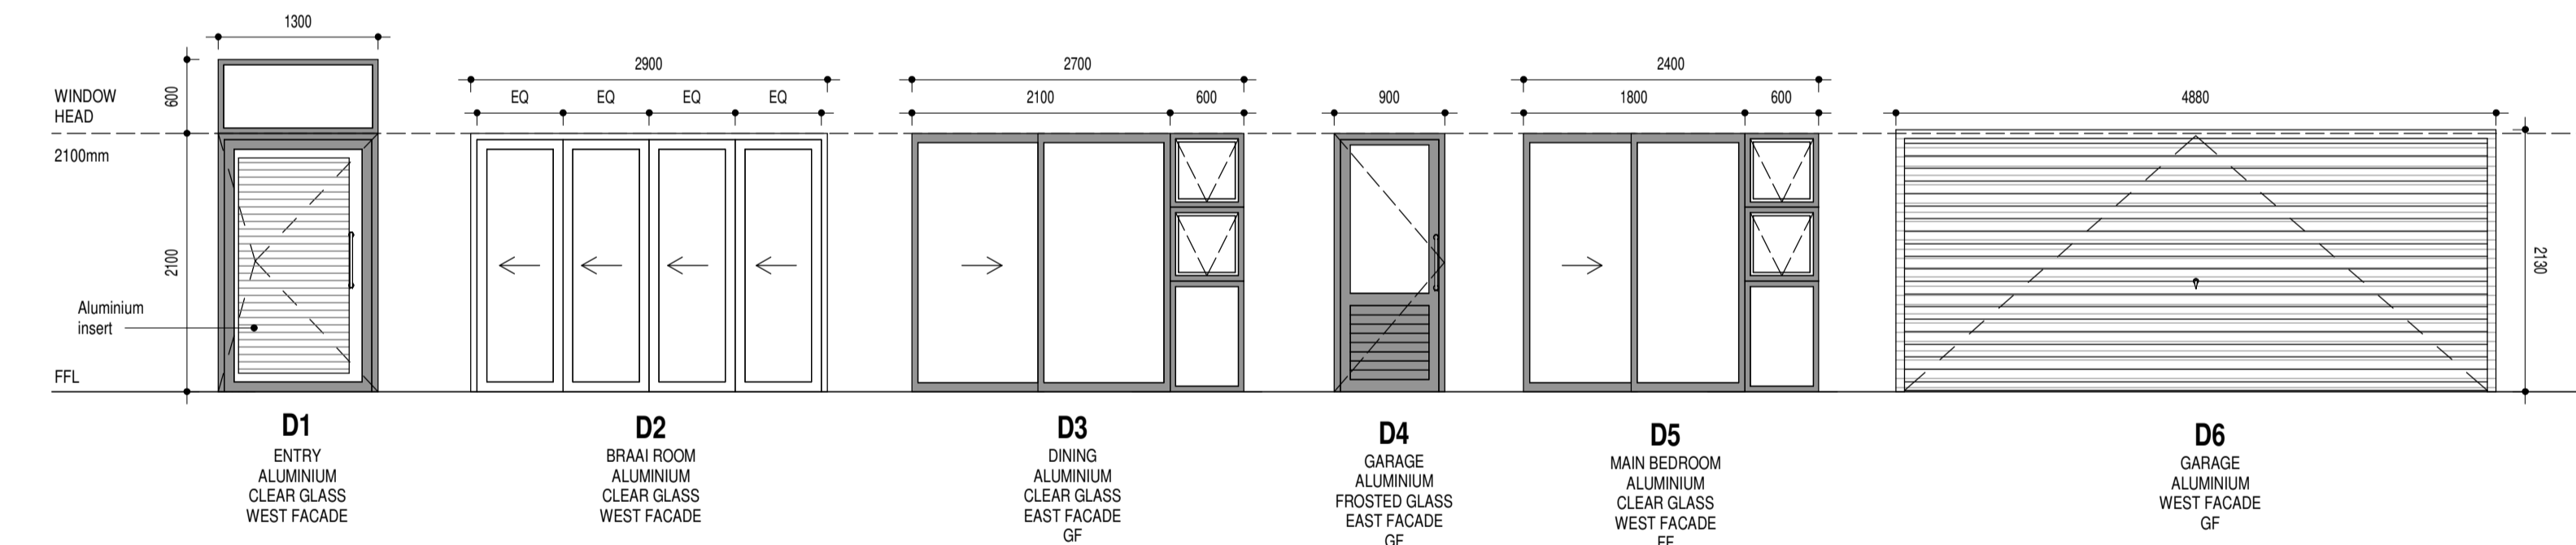 1300
2900
2700
2400
WINDOW
HEAD
600
EQ
EQ
EQ
EQ
2100
600
900
1800
600
4880
2100mm
2100
2130
Aluminium
insert
FFL
D1
ENTRY
ALUMINIUM
CLEAR GLASS
WEST FACADE
D2
BRAAI ROOM
ALUMINIUM
CLEAR GLASS
WEST FACADE
D3
DINING
ALUMINIUM
CLEAR GLASS
EAST FACADE
GF
D4
GARAGE
ALUMINIUM
FROSTED GLASS
EAST FACADE
GF
D5
MAIN BEDROOM
ALUMINIUM
CLEAR GLASS
WEST FACADE
D6
GARAGE
ALUMINIUM
WEST FACADE
GF